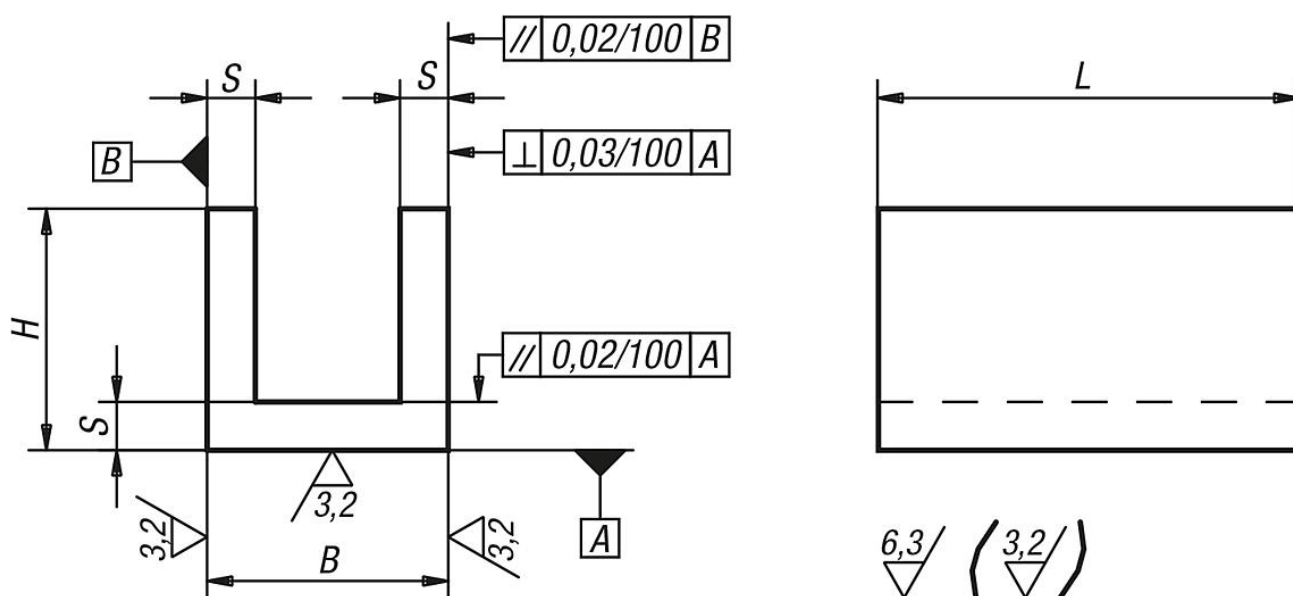 // 0,02/100 B
S S L
B ⊥ 0,03/100 A
H
// 0,02/100 A
S
3,2
3,2 3,2
A
B
6,3 ( 3,2 )